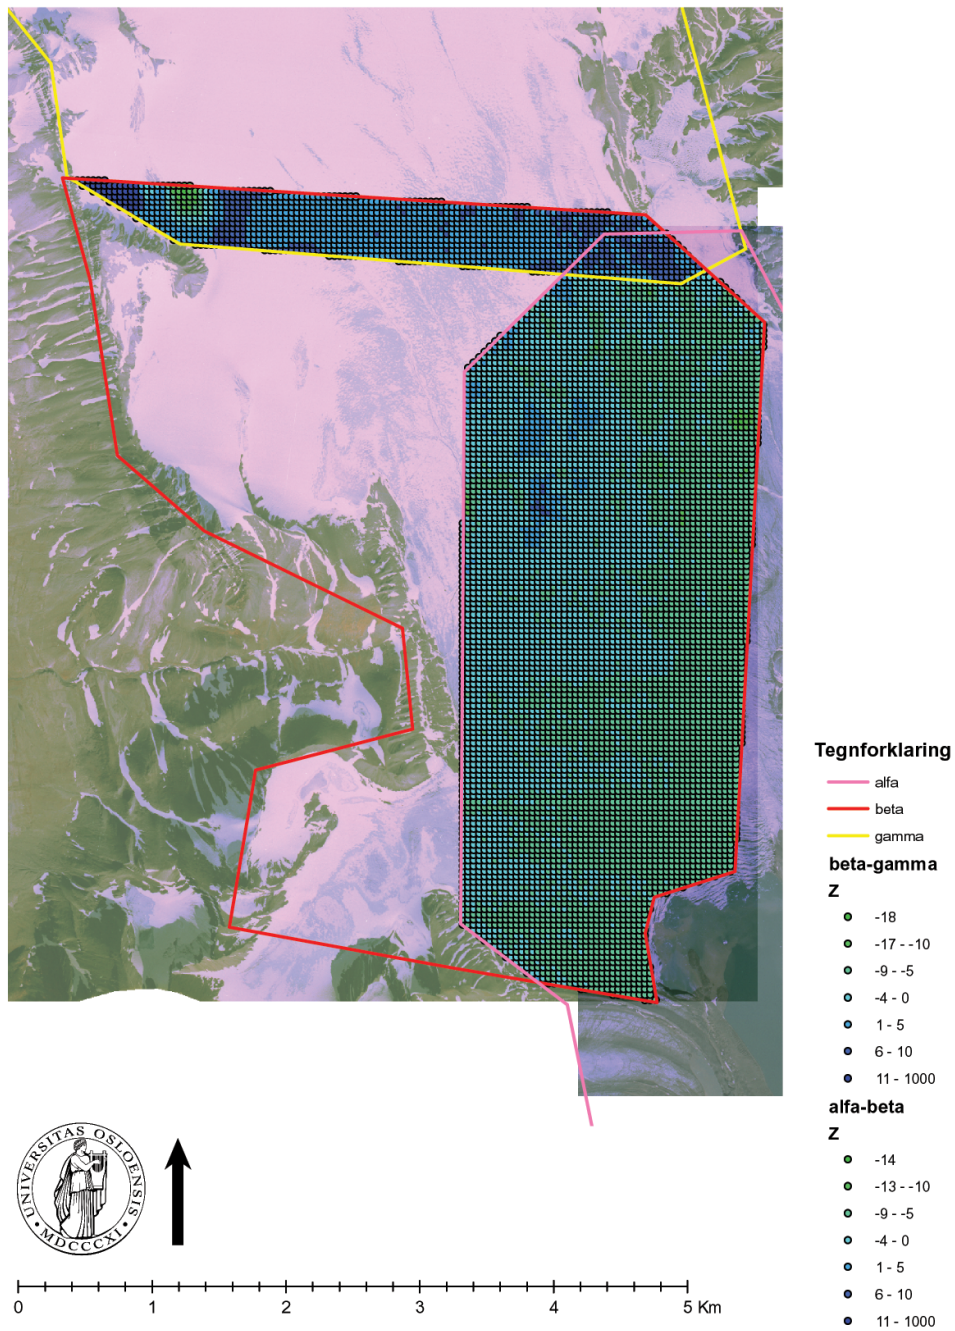 Tegnforklaring
alfa
beta
gamma
beta-gamma
Z
-18
-17 - -10
-9 - -5
-4 - 0
1 - 5
6 - 10
11 - 1000
alfa-beta
Z
-14
-13 - -10
-9 - -5
-4 - 0
1 - 5
6 - 10
11 - 1000
UNIVERSITAS OSLOENSIS
MDCCCXI
0 1 2 3 4 5 Km